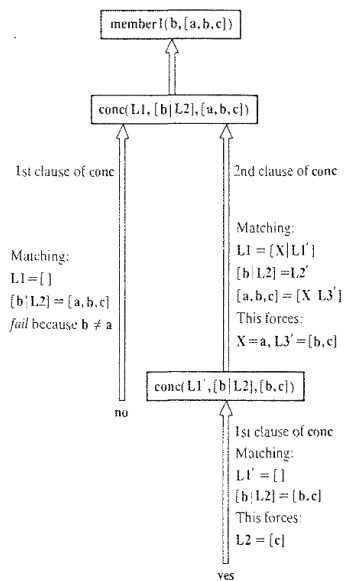 member1(b,[a,b,c])
conc(L1,[b|L2],[a,b,c])
1st clause of conc
Matching:
L1=[]
[b|L2]=[a,b,c]
fail because b ≠ a
no
2nd clause of conc
Matching:
L1 = [X|L1′]
[b|L2]=L2′
[a,b,c] = [X L3′]
This forces:
X=a, L3′=[b,c]
conc(L1′,[b|L2],[b,c])
1st clause of conc
Matching:
L1′ = []
[b|L2] = [b.c]
This forces:
L2 = [c]
yes